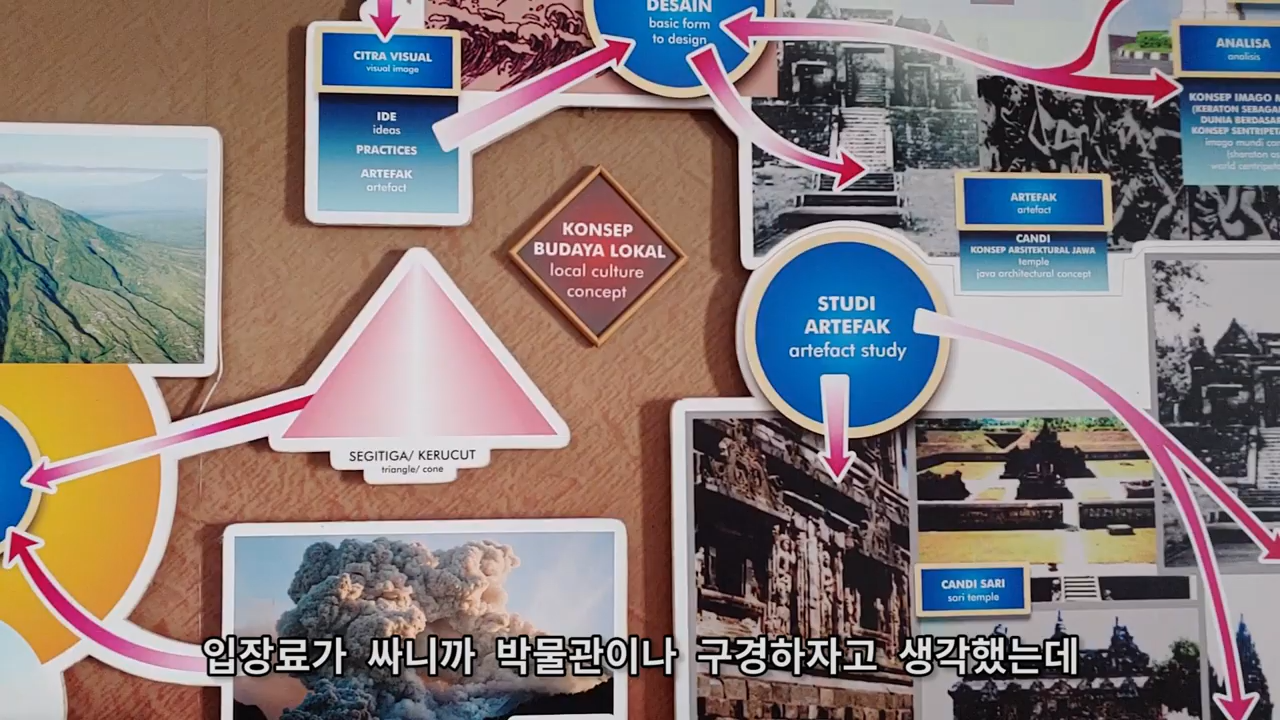 DESAIN
basic form
to design
CITRA VISUAL
visual image
IDE
ideas
PRACTICES
ARTEFAK
artefact
ANALISA
analisis
KONSEP IMAGO
(KERATON
DUNIA
KONSEP
imago mundi
world
KONSEP
BUDAYA LOKAL
local culture
concept
ARTEFAK
artefact
CANDI
KONSEP ARSITEKTURAL JAWA
temple
java architectural concept
STUDI
ARTEFAK
artefact study
SEGITIGA/ KERUCUT
triangle/ cone
CANDI SARI
sari temple
입장료가 싸니까 박물관이나 구경하자고 생각했는데